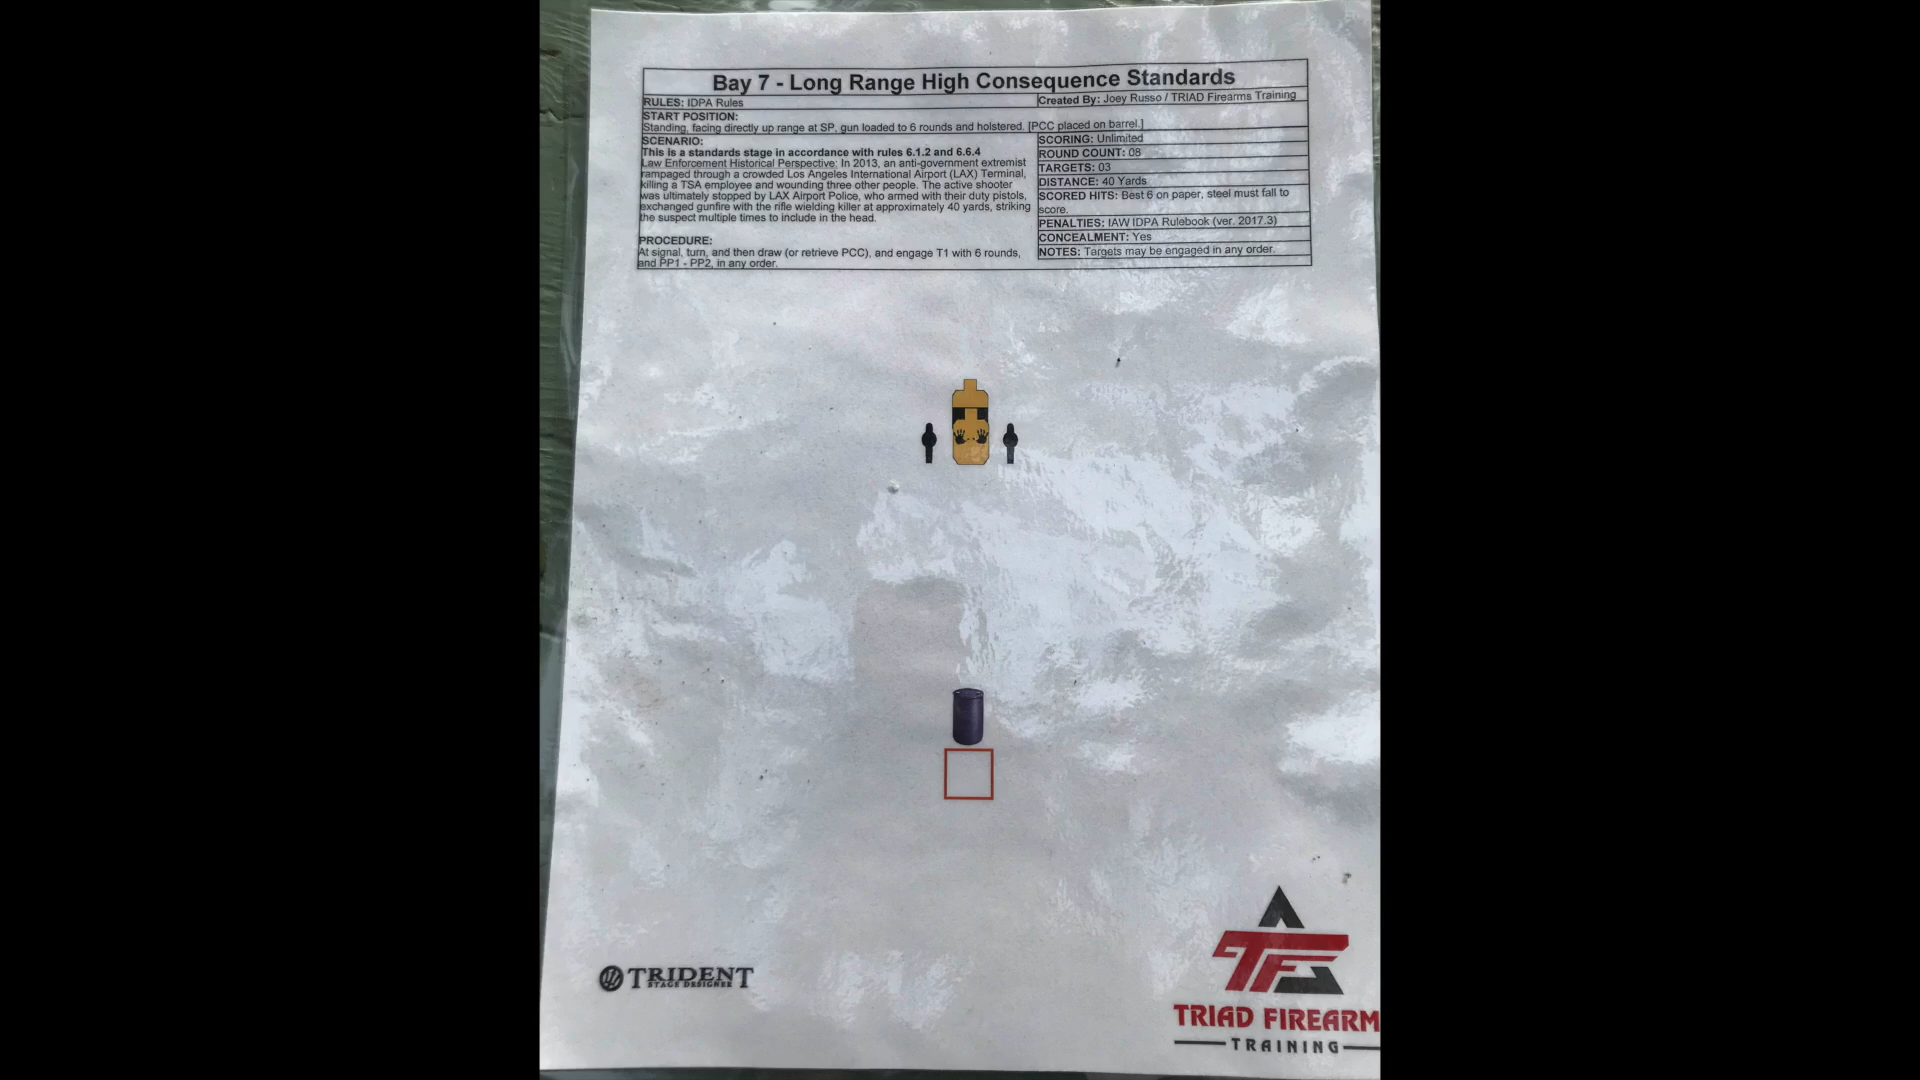 Bay 7 - Long Range High Consequence Standards
RULES: IDPA Rules
Created By: Joey Russo / TRIAD Firearms Training
START POSITION:
Standing, facing directly up range at SP, gun loaded to 6 rounds and holstered. [PCC placed on barrel.]
SCENARIO:
This is a standards stage in accordance with rules 6.1.2 and 6.6.4
Law Enforcement Historical Perspective: In 2013, an anti-government extremist
rampaged through a crowded Los Angeles International Airport (LAX) Terminal,
killing a TSA employee and wounding three other people. The active shooter
was ultimately stopped by LAX Airport Police, who armed with their duty pistols,
exchanged gunfire with the rifle wielding killer at approximately 40 yards, striking
the suspect multiple times to include in the head.
PROCEDURE:
At signal, turn, and then draw (or retrieve PCC), and engage T1 with 6 rounds,
and PP1 - PP2, in any order.
SCORING: Unlimited
ROUND COUNT: 08
TARGETS: 03
DISTANCE: 40 Yards
SCORED HITS: Best 6 on paper, steel must fall to
score.
PENALTIES: IAW IDPA Rulebook (ver. 2017.3)
CONCEALMENT: Yes
NOTES: Targets may be engaged in any order.
TRIDENT
STAGE DESIGNER
TRIAD FIREARM
TRAINING